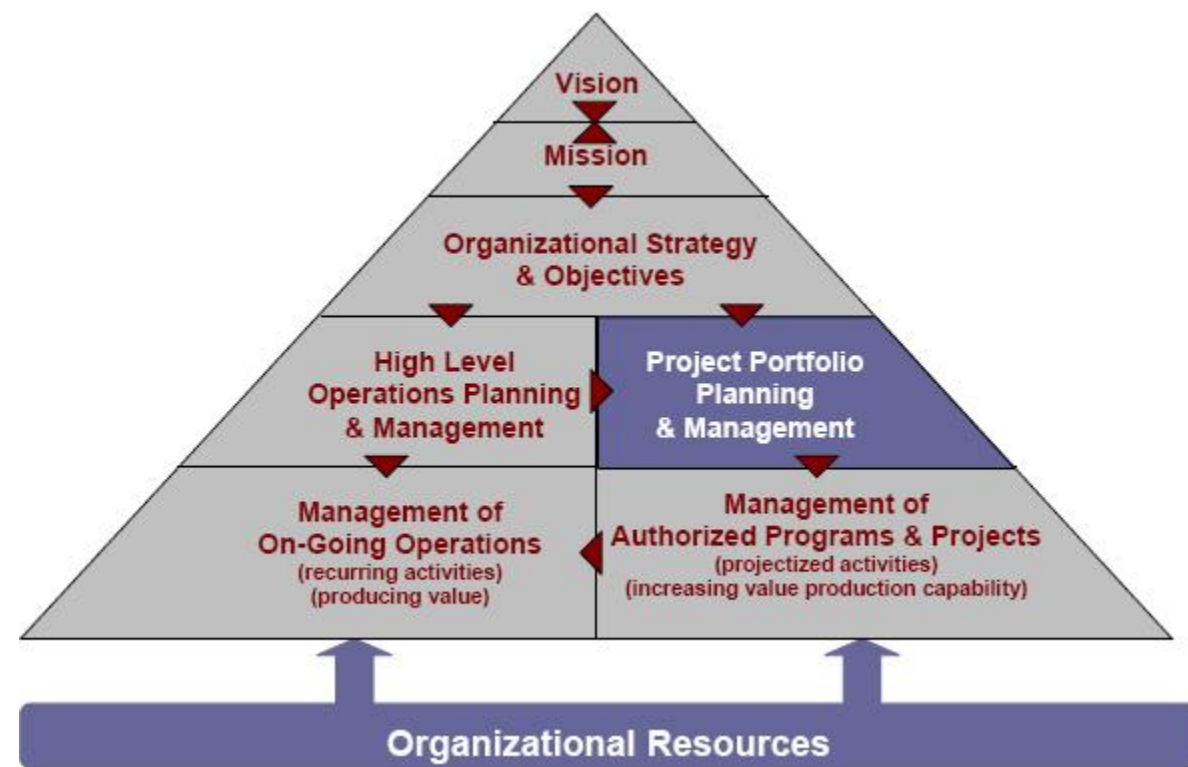 Vision
Mission
Organizational Strategy
& Objectives
High Level
Operations Planning
& Management
Project Portfolio
Planning
& Management
Management of
On-Going Operations
(recurring activities)
(producing value)
Management of
Authorized Programs & Projects
(projectized activities)
(increasing value production capability)
Organizational Resources